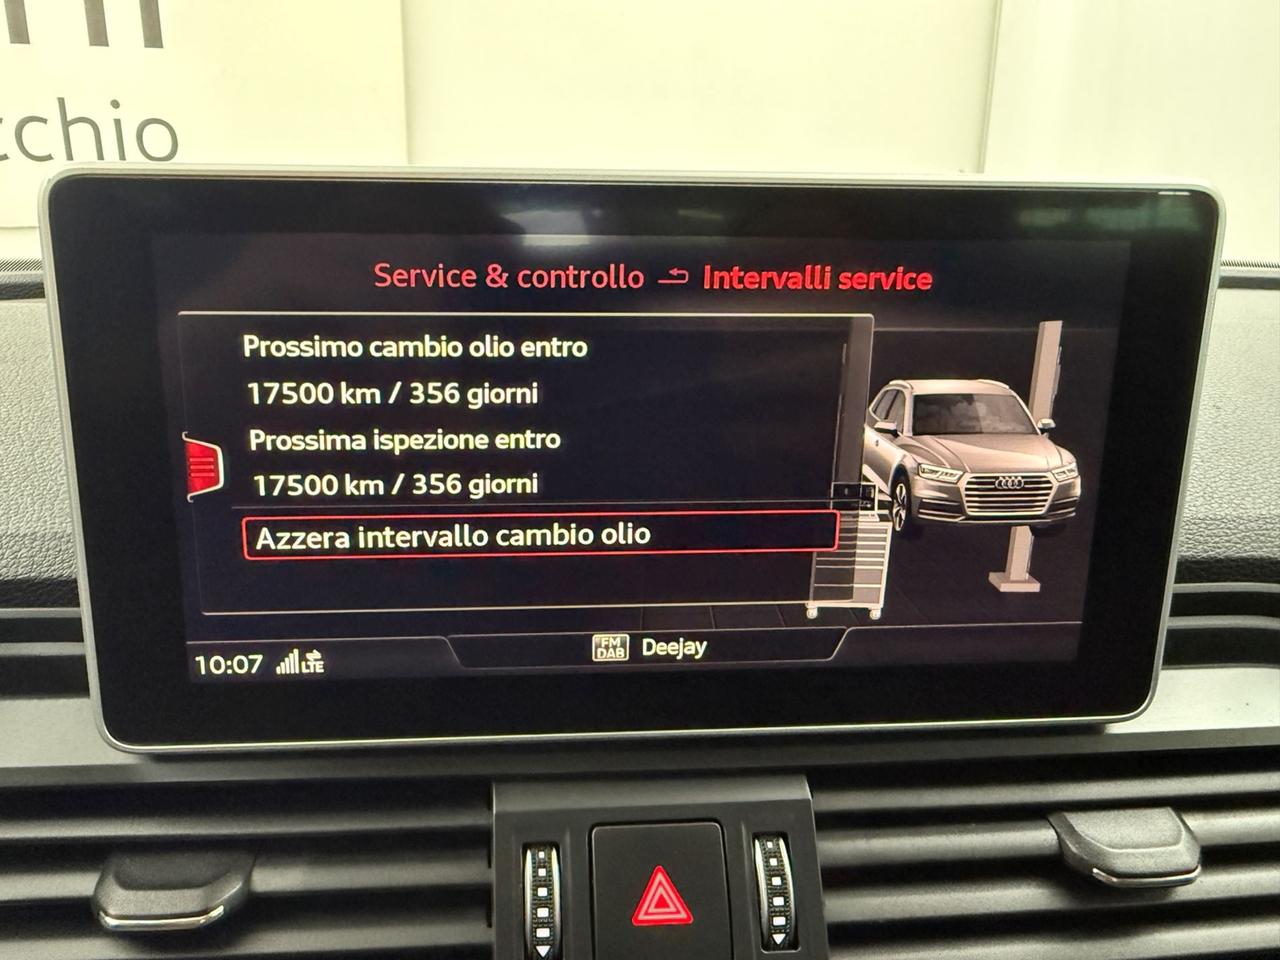 cchio
Service & controllo Intervalli service
Prossimo cambio olio entro
17500 km / 356 giorni
Prossima ispezione entro
17500 km / 356 giorni
Azzera intervallo cambio olio
10:07 LTE
FM
DAB
Deejay